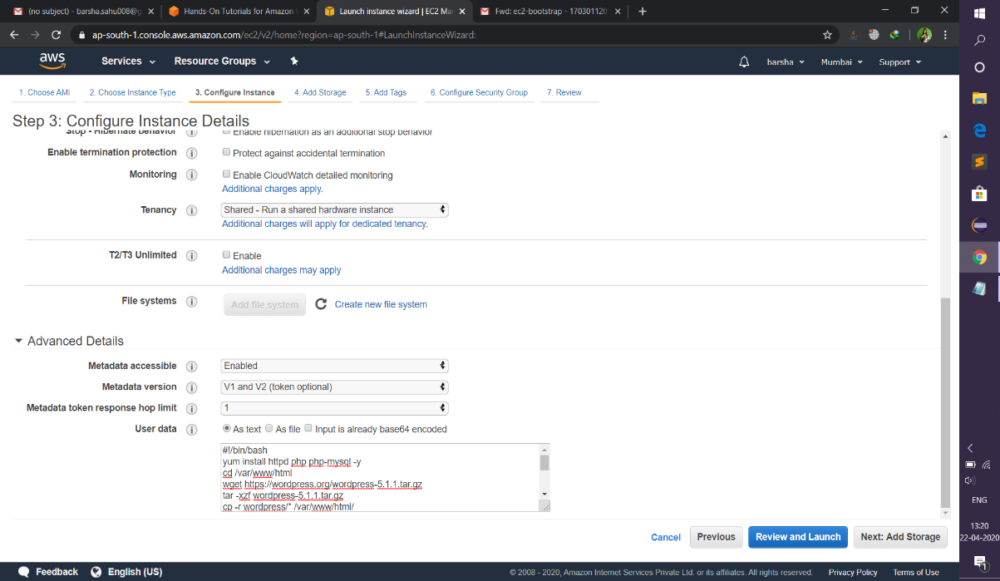 (no subject) - barsha.sahu008@g
Hands-On Tutorials for Amazon
Launch instance wizard | EC2 Ma
Fwd: ec2-bootstrap - 170301120
ap-south-1.console.aws.amazon.com/ec2/v2/home?region=ap-south-1#LaunchInstanceWizard:
aws
Services
Resource Groups
barsha
Mumbai
Support
1. Choose AMI
2. Choose Instance Type
3. Configure Instance
4. Add Storage
5. Add Tags
6. Configure Security Group
7. Review
Step 3: Configure Instance Details
Stop - Hibernate behavior
Enable hibernation as an additional stop behavior
Enable termination protection
Protect against accidental termination
Monitoring
Enable CloudWatch detailed monitoring
Additional charges apply.
Tenancy
Shared - Run a shared hardware instance
Additional charges will apply for dedicated tenancy.
T2/T3 Unlimited
Enable
Additional charges may apply
File systems
Add file system
Create new file system
Advanced Details
Metadata accessible
Enabled
Metadata version
V1 and V2 (token optional)
Metadata token response hop limit
1
User data
As text
As file
Input is already base64 encoded
#!/bin/bash
yum install httpd php php-mysql -y
cd /var/www/html
wget https://wordpress.org/wordpress-5.1.1.tar.gz
tar -xzf wordpress-5.1.1.tar.gz
cp -r wordpress/* /var/www/html/
Cancel
Previous
Review and Launch
Next: Add Storage
Feedback
English (US)
© 2008 - 2020, Amazon Internet Services Private Ltd. or its affiliates. All rights reserved.
Privacy Policy
Terms of Use
ENG
13:20
22-04-2020
1